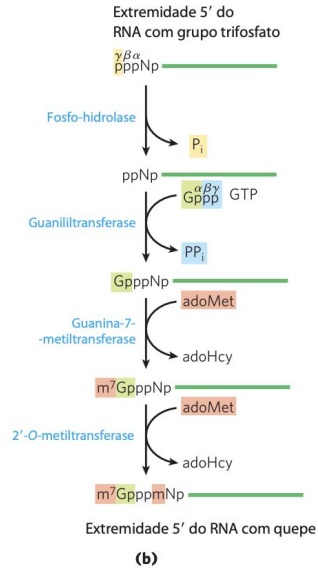 Extremidade 5′ do
RNA com grupo trifosfato
γβα
pppNp
Fosfo-hidrolase
Pi
ppNp
αβγ
Gppp GTP
Guanililtransferase
PPi
GpppNp
adoMet
Guanina-7-
-metiltransferase
adoHcy
m⁷GpppNp
adoMet
2′-O-metiltransferase
adoHcy
m⁷GpppmNp
Extremidade 5′ do RNA com quepe
(b)